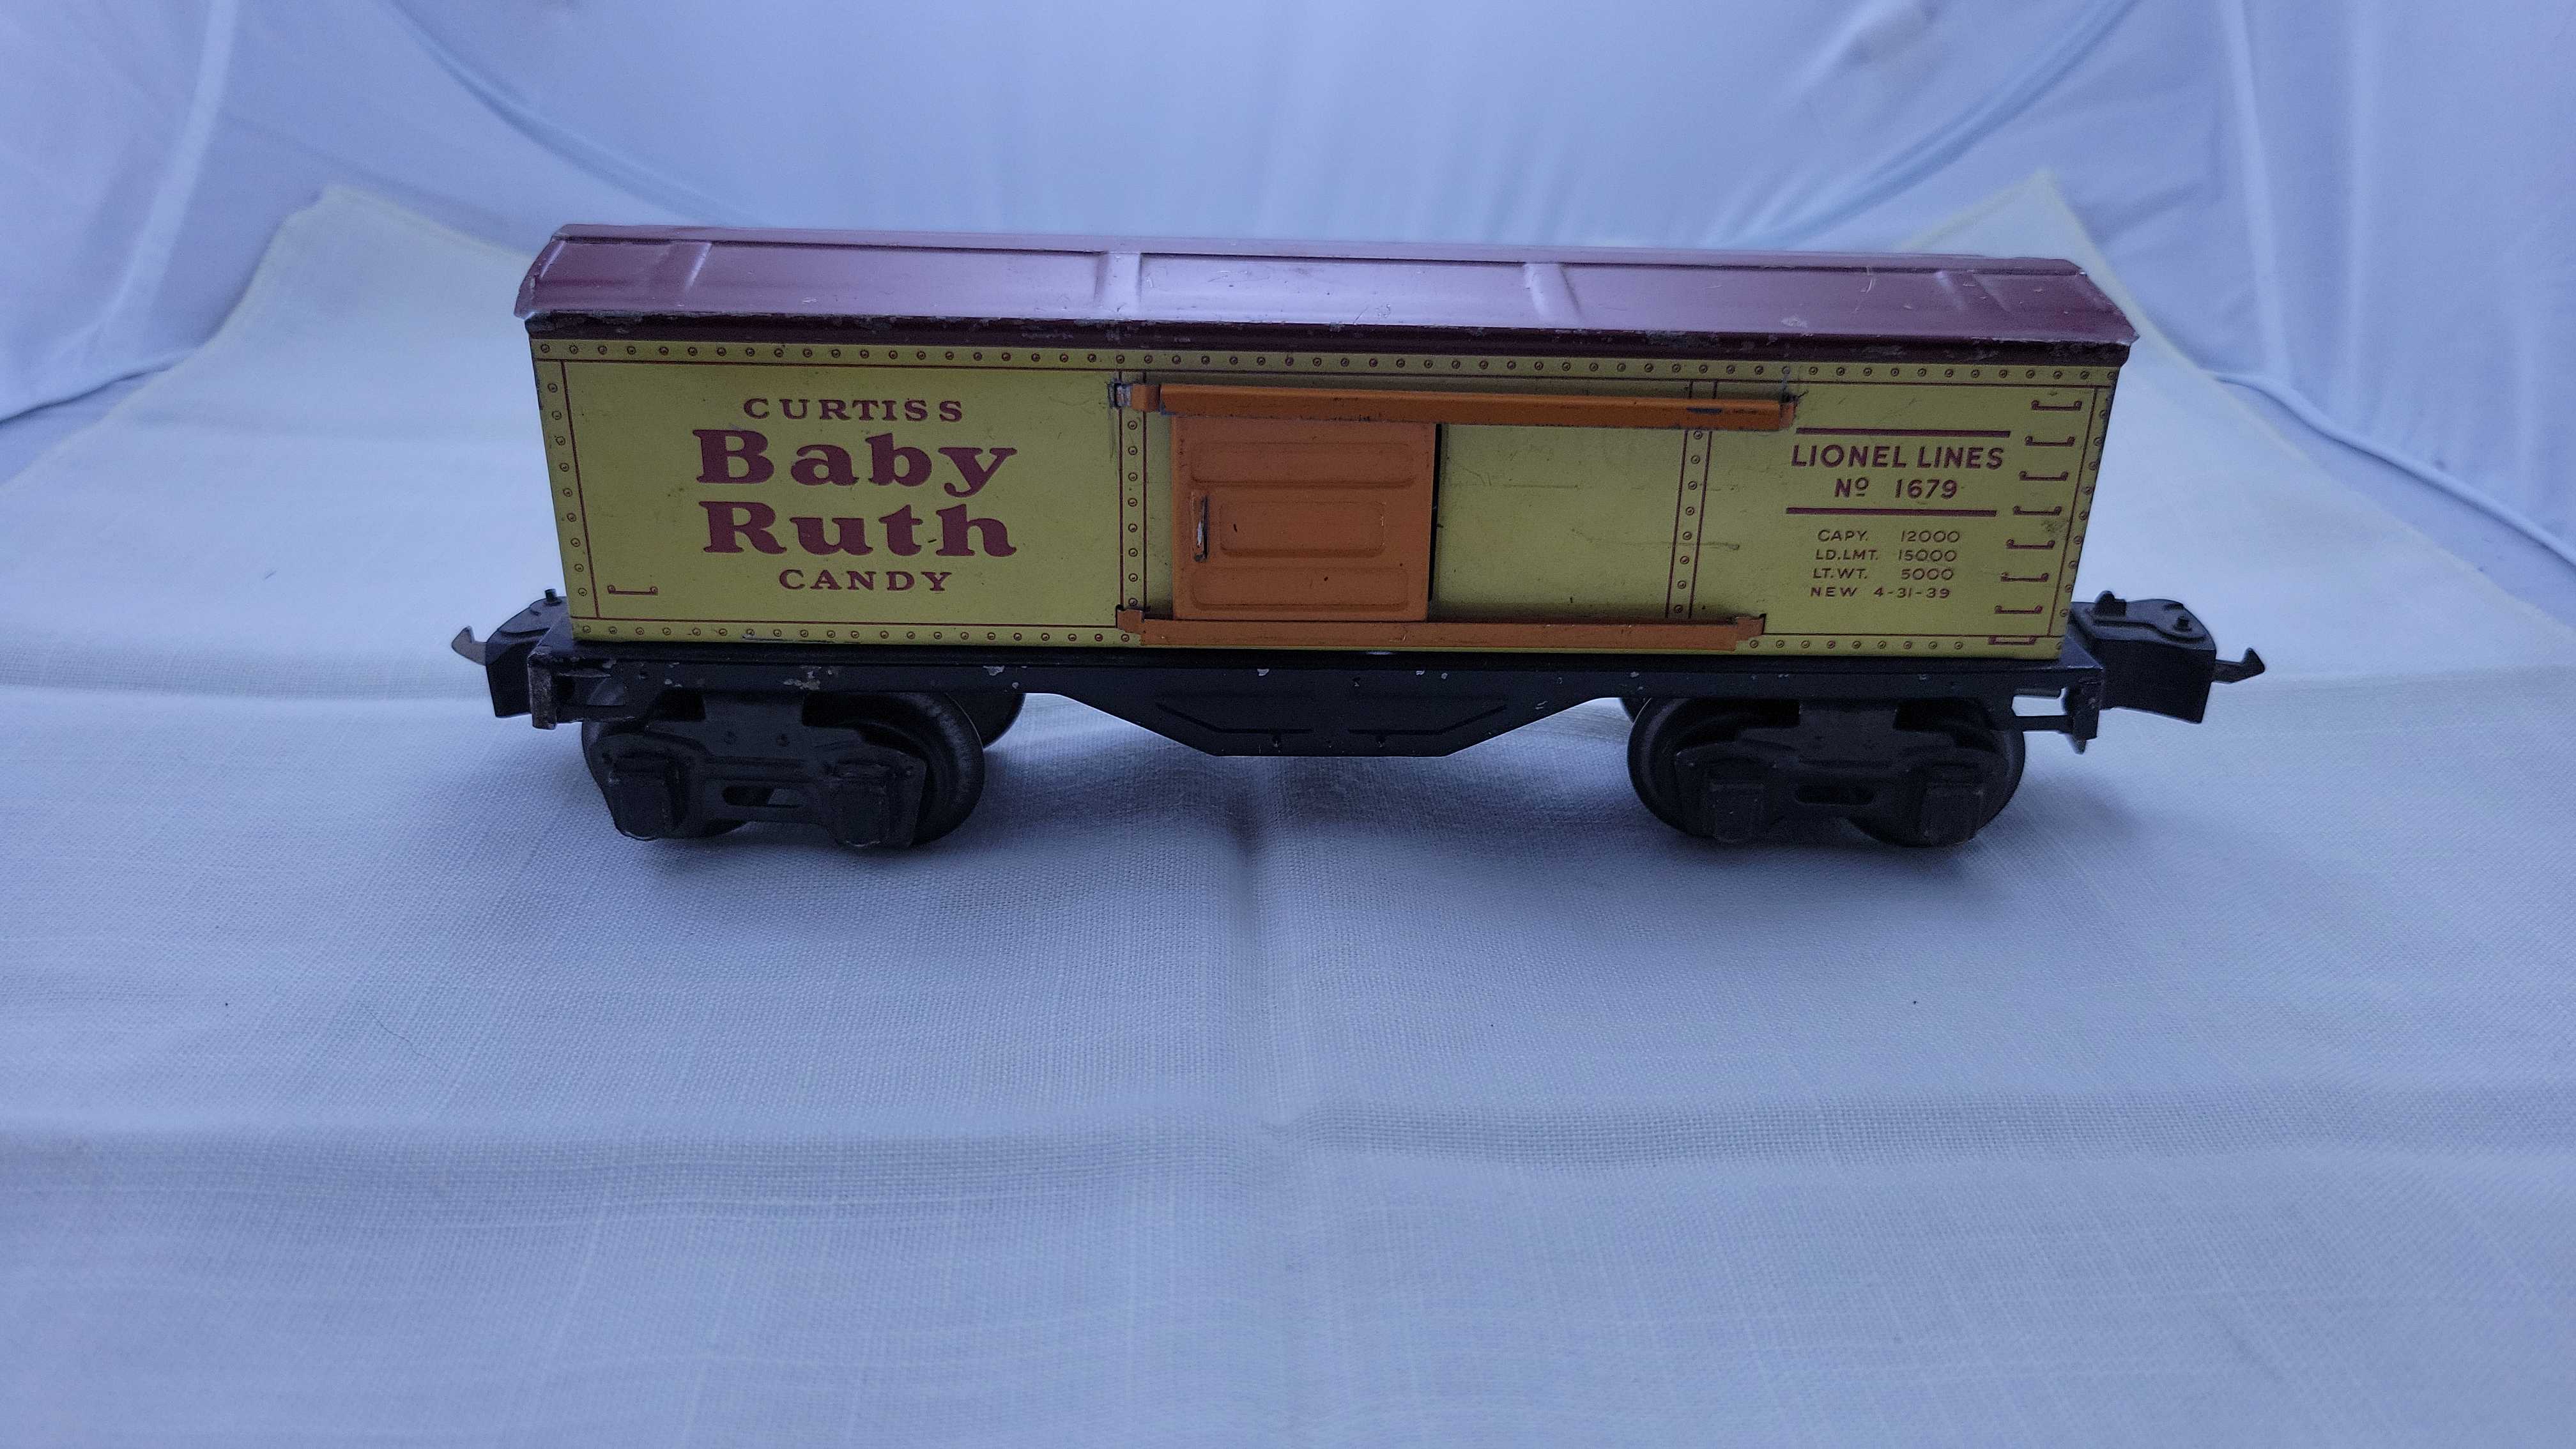 CURTISS
Baby
Ruth
CANDY
LIONEL LINES
Nº 1679
CAPY. 12000
LD.LMT. 15000
LT.WT. 5000
NEW 4-31-39